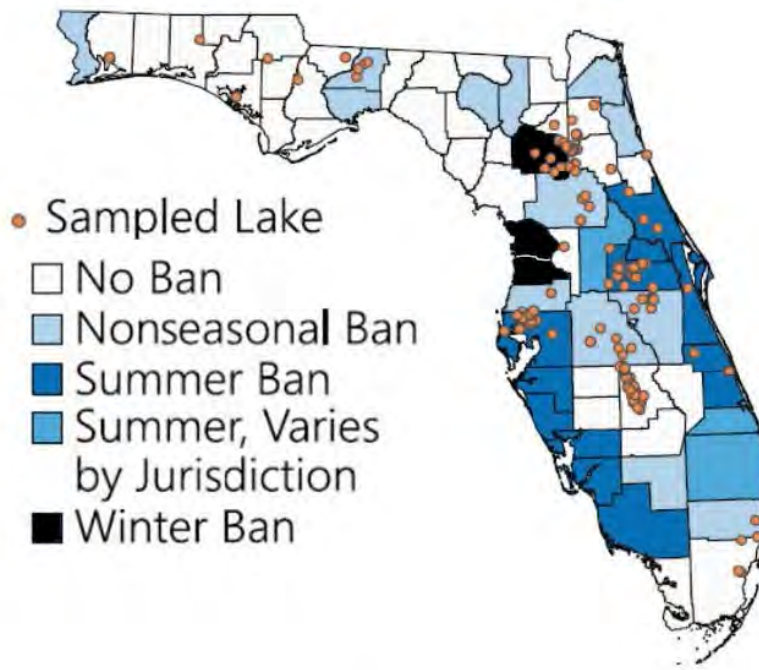 Sampled Lake
No Ban
Nonseasonal Ban
Summer Ban
Summer, Varies
by Jurisdiction
Winter Ban